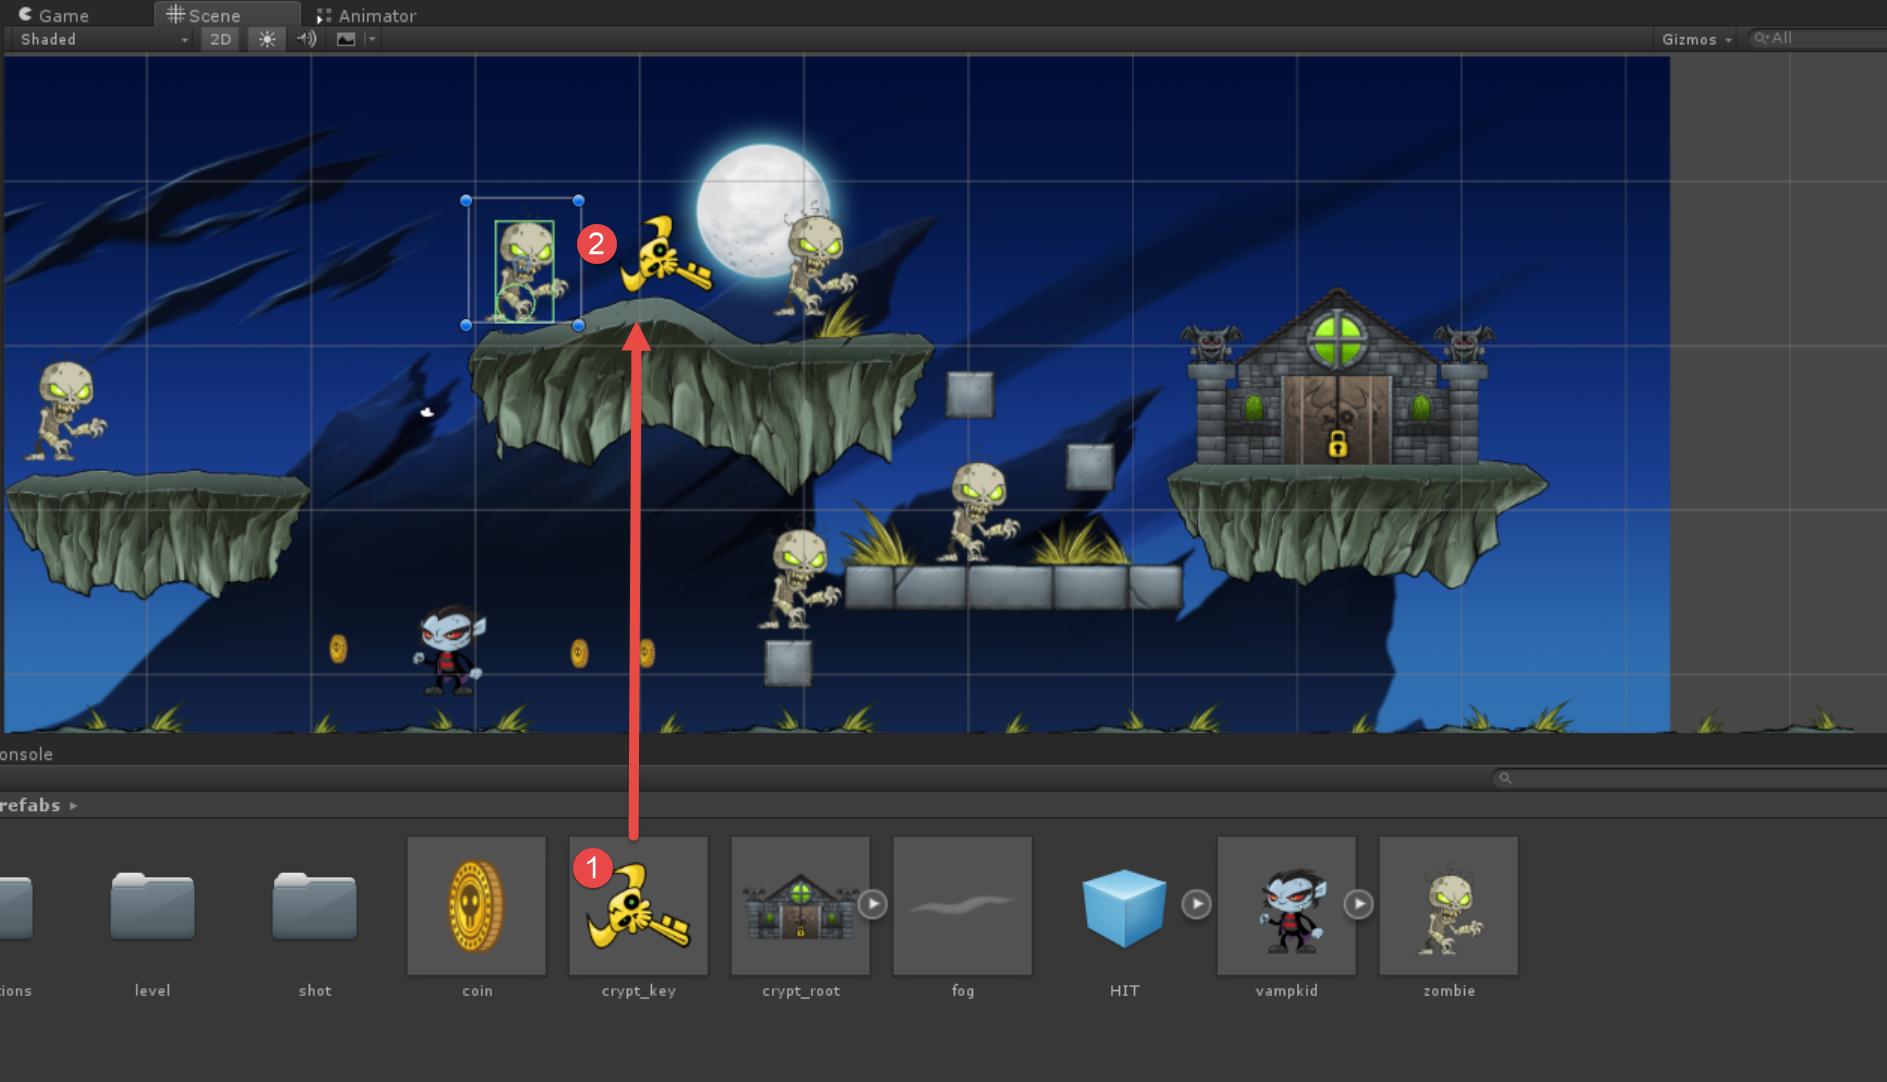 Game Scene Animator
Shaded 2D Gizmos All
2
onsole
refabs
1
ions level shot coin crypt_key crypt_root fog HIT vampkid zombie